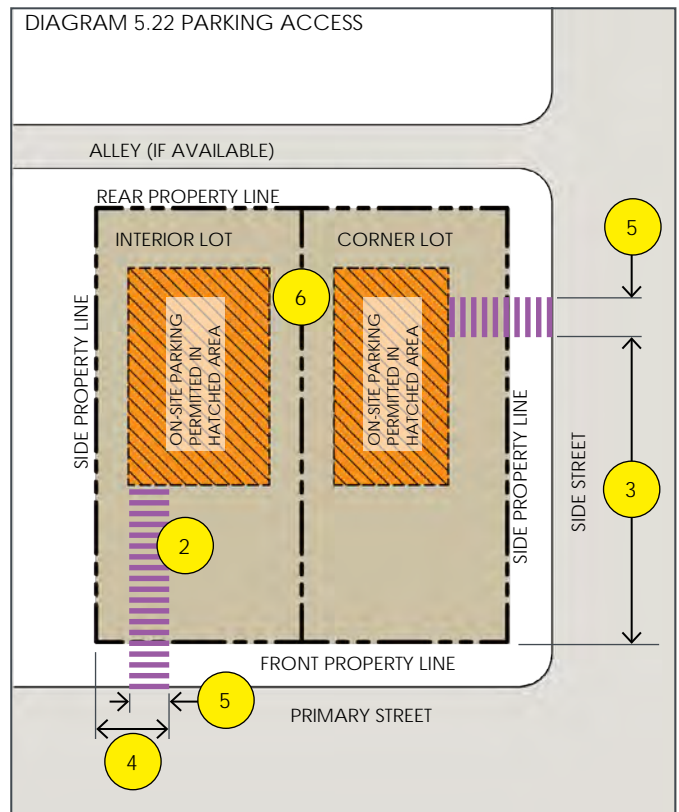 DIAGRAM 5.22 PARKING ACCESS
ALLEY (IF AVAILABLE)
REAR PROPERTY LINE
INTERIOR LOT
CORNER LOT
5
6
SIDE PROPERTY LINE
ON-SITE PARKING
PERMITTED IN
HATCHED AREA
ON-SITE PARKING
PERMITTED IN
HATCHED AREA
SIDE PROPERTY LINE
SIDE STREET
3
2
FRONT PROPERTY LINE
5
PRIMARY STREET
4